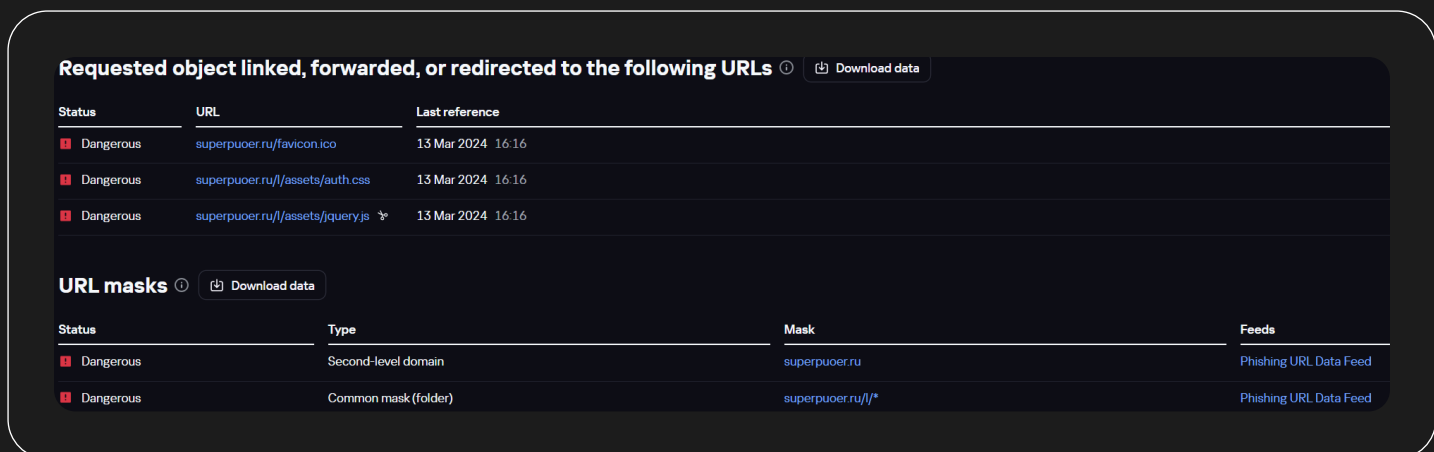 Requested object linked, forwarded, or redirected to the following URLs Download data
Status URL Last reference
Dangerous superpuoer.ru/favicon.ico 13 Mar 2024 16:16
Dangerous superpuoer.ru/l/assets/auth.css 13 Mar 2024 16:16
Dangerous superpuoer.ru/l/assets/jquery.js 13 Mar 2024 16:16
URL masks Download data
Status Type Mask Feeds
Dangerous Second-level domain superpuoer.ru Phishing URL Data Feed
Dangerous Common mask (folder) superpuoer.ru/l/* Phishing URL Data Feed